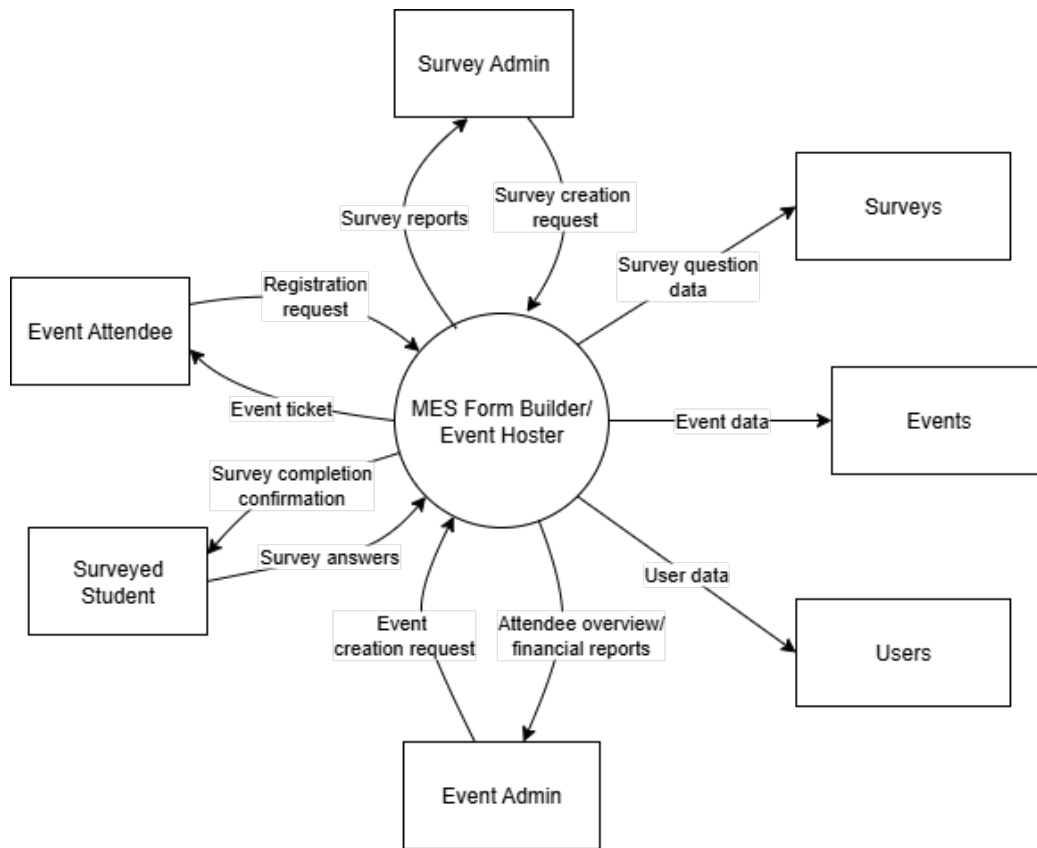 Survey Admin
Survey reports
Survey creation
request
Surveys
Survey question
data
Registration
request
Event Attendee
Event ticket
MES Form Builder/
Event Hoster
Event data
Events
Survey completion
confirmation
Survey answers
Surveyed
Student
User data
Users
Event
creation request
Attendee overview/
financial reports
Event Admin